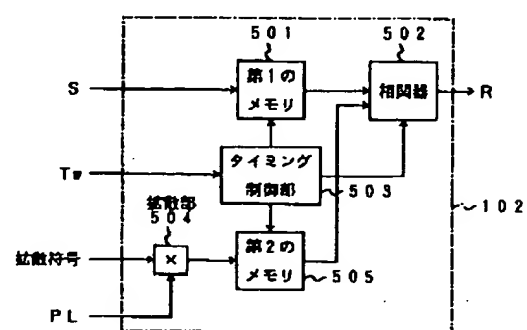 501
502
S
第1の
メモリ
相関器
R
Tw
タイミング
制御部
503
102
拡散部
504
拡散符号
×
第2の
メモリ
505
PL